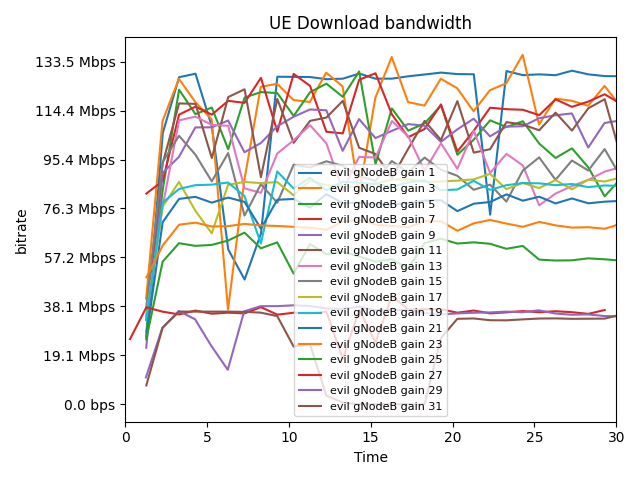 UE Download bandwidth
bitrate
133.5 Mbps
114.4 Mbps
95.4 Mbps
76.3 Mbps
57.2 Mbps
38.1 Mbps
19.1 Mbps
0.0 bps
evil gNodeB gain 1
evil gNodeB gain 3
evil gNodeB gain 5
evil gNodeB gain 7
evil gNodeB gain 9
evil gNodeB gain 11
evil gNodeB gain 13
evil gNodeB gain 15
evil gNodeB gain 17
evil gNodeB gain 19
evil gNodeB gain 21
evil gNodeB gain 23
evil gNodeB gain 25
evil gNodeB gain 27
evil gNodeB gain 29
evil gNodeB gain 31
0 5 10 15 20 25 30
Time